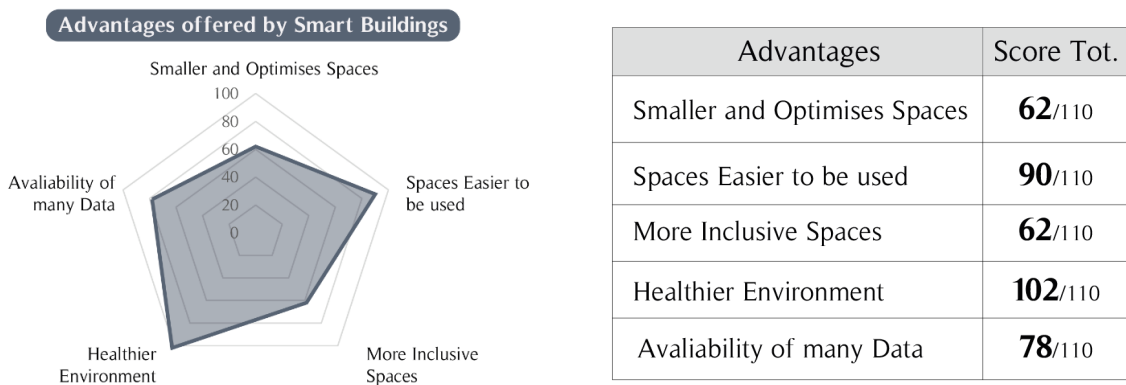 Advantages offered by Smart Buildings
Smaller and Optimises Spaces
100
80
60
40
20
0
Avaliability of
many Data
Spaces Easier to
be used
Healthier
Environment
More Inclusive
Spaces
Advantages Score Tot.
Smaller and Optimises Spaces 62/110
Spaces Easier to be used 90/110
More Inclusive Spaces 62/110
Healthier Environment 102/110
Avaliability of many Data 78/110